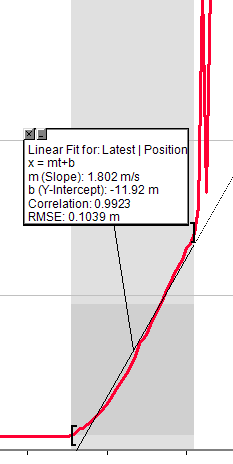 Linear Fit for: Latest | Position
x = mt+b
m (Slope): 1.802 m/s
b (Y-Intercept): -11.92 m
Correlation: 0.9923
RMSE: 0.1039 m